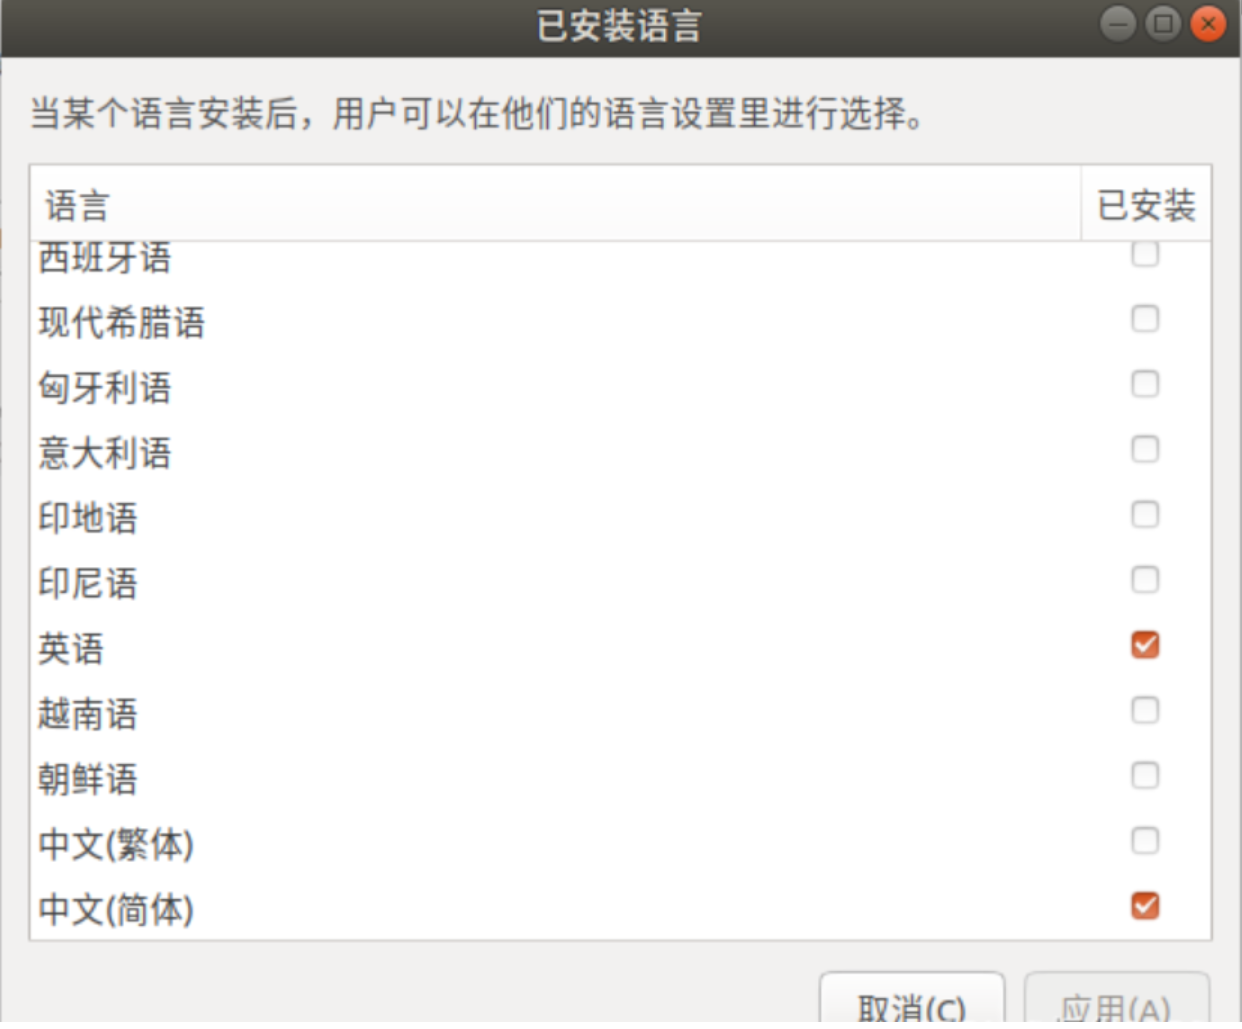 已安装语言
当某个语言安装后，用户可以在他们的语言设置里进行选择。
语言 已安装
西班牙语
现代希腊语
匈牙利语
意大利语
印地语
印尼语
英语
越南语
朝鲜语
中文(繁体)
中文(简体)
取消(C) 应用(A)